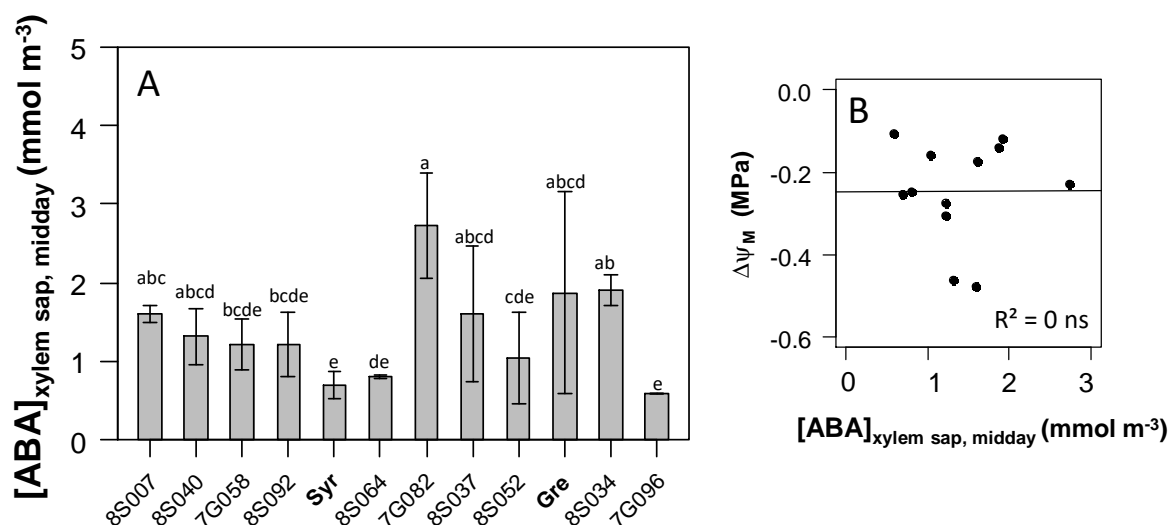 A
[ABA]xylem sap, midday (mmol m-3)
5
4
3
2
1
0
abc
abcd
bcde
bcde
e
de
a
abcd
cde
abcd
ab
e
8S007
8S040
7G058
8S092
Syr
8S064
7G082
8S037
8S052
Gre
8S034
7G096
B
ΔψM (MPa)
0.0
-0.2
-0.4
-0.6
R² = 0 ns
0 1 2 3
[ABA]xylem sap, midday (mmol m-3)